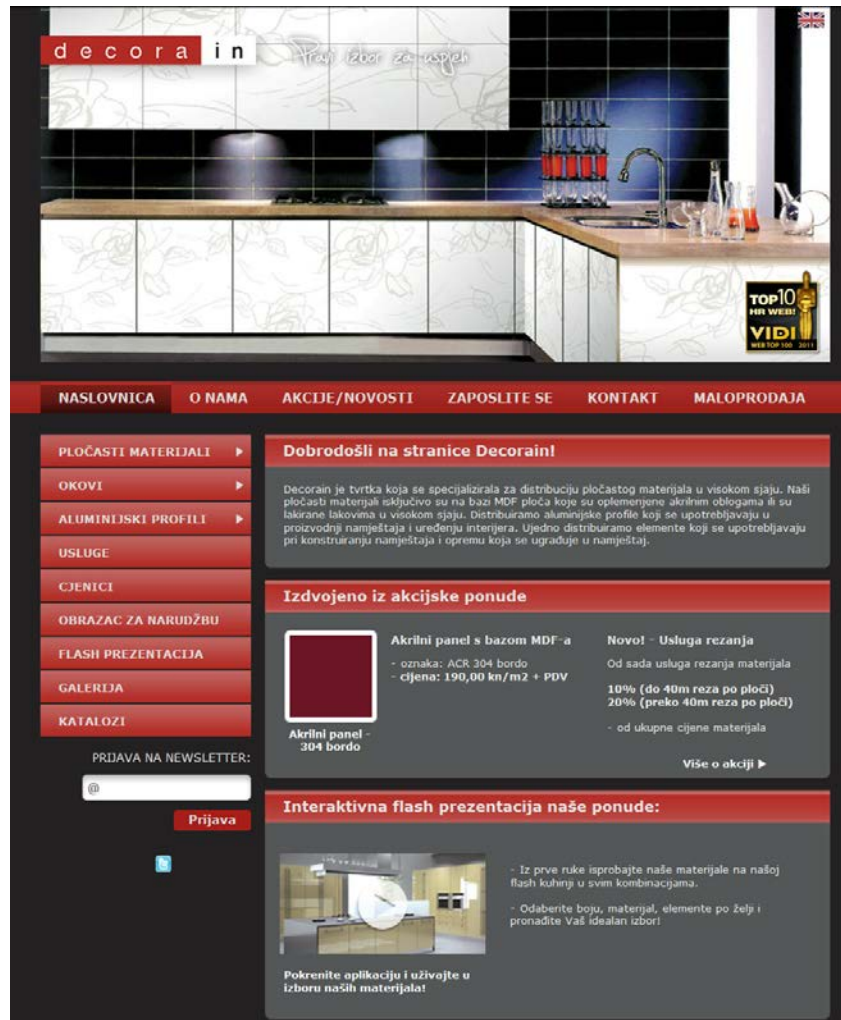 decora in
Pravi izbor za uspjeh
TOP10
HR WEB!
VIDI
WEB TOP 100 2011
NASLOVNICA O NAMA AKCIJE/NOVOSTI ZAPOSLITE SE KONTAKT MALOPRODAJA
PLOČASTI MATERIJALI
OKOVI
ALUMINIJSKI PROFILI
USLUGE
CJENICI
OBRAZAC ZA NARUDŽBU
FLASH PREZENTACIJA
GALERIJA
KATALOZI
PRIJAVA NA NEWSLETTER:
@
Prijava
Dobrodošli na stranice Decorain!
Decorain je tvrtka koja se specijalizirala za distribuciju pločastog materijala u visokom sjaju. Naši
pločasti materijali isključivo su na bazi MDF ploča koje su oplemenjene akrilnim oblogama ili su
lakirane lakovima u visokom sjaju. Distribuiramo aluminijske profile koji se upotrebljavaju u
proizvodnji namještaja i uređenju interijera. Ujedno distribuiramo elemente koji se upotrebljavaju
pri konstruiranju namještaja i opremu koja se ugrađuje u namještaj.
Izdvojeno iz akcijske ponude
Akrilni panel -
304 bordo
Akrilni panel s bazom MDF-a
- oznaka: ACR 304 bordo
- cijena: 190,00 kn/m2 + PDV
Novo! - Usluga rezanja
Od sada usluga rezanja materijala
10% (do 40m reza po ploči)
20% (preko 40m reza po ploči)
- od ukupne cijene materijala
Više o akciji
Interaktivna flash prezentacija naše ponude:
Pokrenite aplikaciju i uživajte u
izboru naših materijala!
- Iz prve ruke isprobajte naše materijale na našoj
flash kuhinji u svim kombinacijama.
- Odaberite boju, materijal, elemente po želji i
pronađite Vaš idealan izbor!